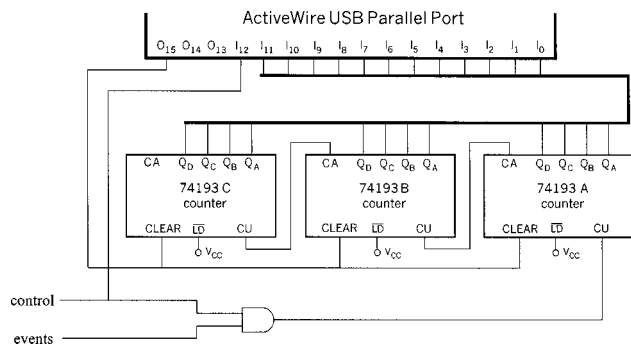 ActiveWire USB Parallel Port
O15 O14 O13 I12 I11 I10 I9 I8 I7 I6 I5 I4 I3 I2 I1 I0
CA QD QC QB QA
74193 C
counter
CLEAR LD CU
VCC
CA QD QC QB QA
74193 B
counter
CLEAR LD CU
VCC
CA QD QC QB QA
74193 A
counter
CLEAR LD CU
VCC
control
events